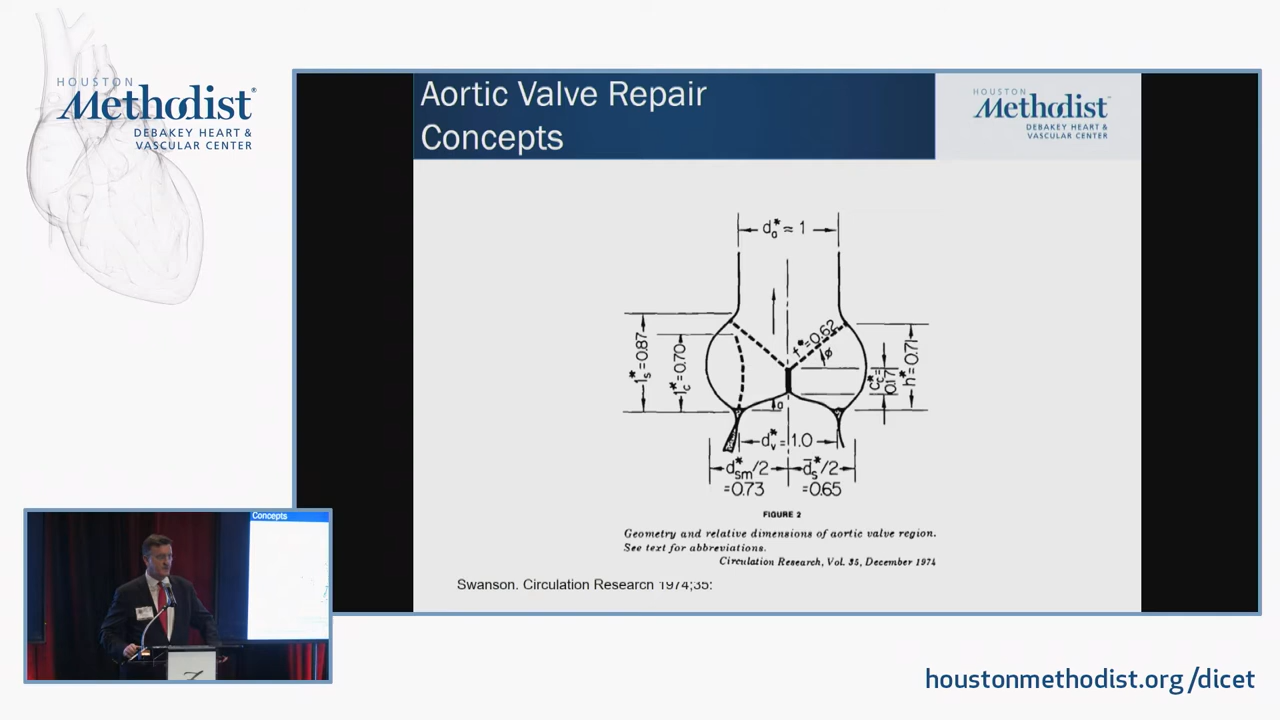 HOUSTON
Methodist®
DEBAKEY HEART &
VASCULAR CENTER
Aortic Valve Repair
Concepts
HOUSTON
Methodist
DEBAKEY HEART &
VASCULAR CENTER
d*a ≈ 1
l*s = 0.87
l*c = 0.70
f* = 0.62
ø
c*c = 0.17
h* = 0.71
α
d*v = 1.0
d*sm/2
=0.73
d̄*s/2
=0.65
FIGURE 2
Geometry and relative dimensions of aortic valve region.
See text for abbreviations.
Circulation Research, Vol. 35, December 1974
Swanson. Circulation Research 1974;35:
Concepts
houstonmethodist.org/dicet